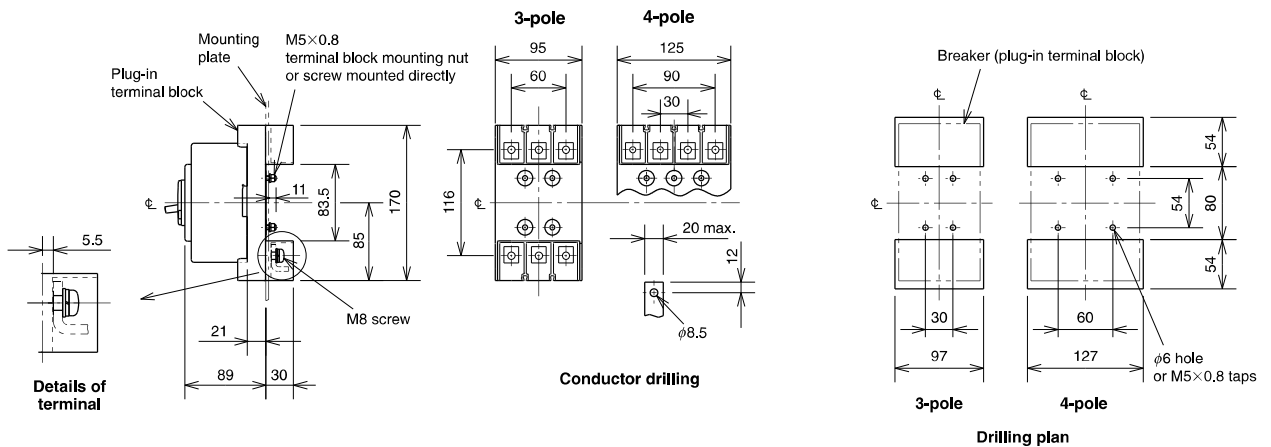 3-pole
4-pole
Mounting
plate
M5×0.8
terminal block mounting nut
or screw mounted directly
Plug-in
terminal block
95
60
125
90
30
Breaker (plug-in terminal block)
℄
℄
54
11
83.5
170
85
℄
116
℄
℄
54
80
54
5.5
20 max.
12
M8 screw
φ8.5
21
89
30
30
97
60
127
φ6 hole
or M5×0.8 taps
Details of
terminal
Conductor drilling
3-pole
4-pole
Drilling plan